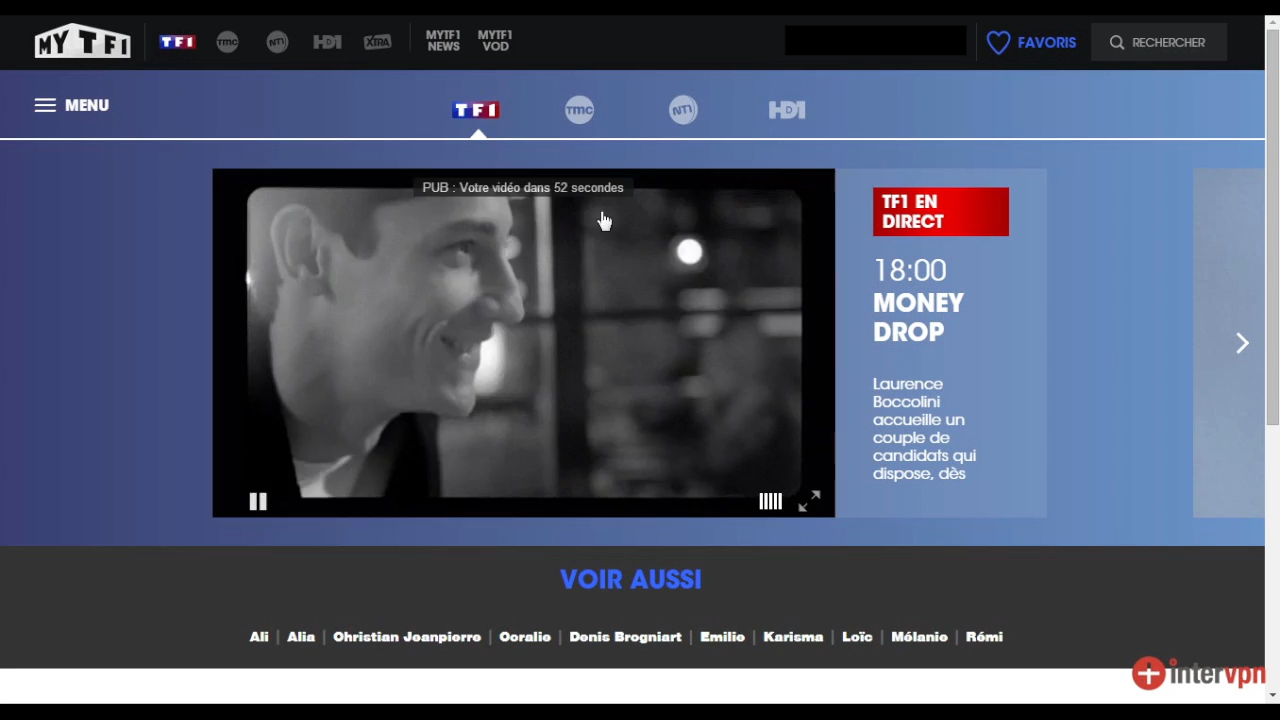 MY TF1
TF1
TMC
NT1
HD1
XTRA
MYTF1
NEWS
MYTF1
VOD
FAVORIS
RECHERCHER
MENU
TF1
TMC
NT1
HD1
PUB : Votre vidéo dans 52 secondes
TF1 EN
DIRECT
18:00
MONEY
DROP
Laurence
Boccolini
accueille un
couple de
candidats qui
dispose, dès
VOIR AUSSI
Ali | Alia | Christian Jeanpierre | Coralie | Denis Brogniart | Emilie | Karisma | Loïc | Mélanie | Rémi
intervpn